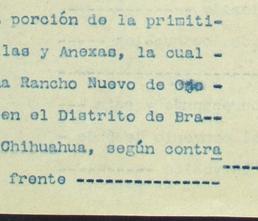 porción de la primiti-
las y Anexas, la cual -
a Rancho Nuevo de -
en el Distrito de Bra--
Chihuahua, según contra
frente -----------------